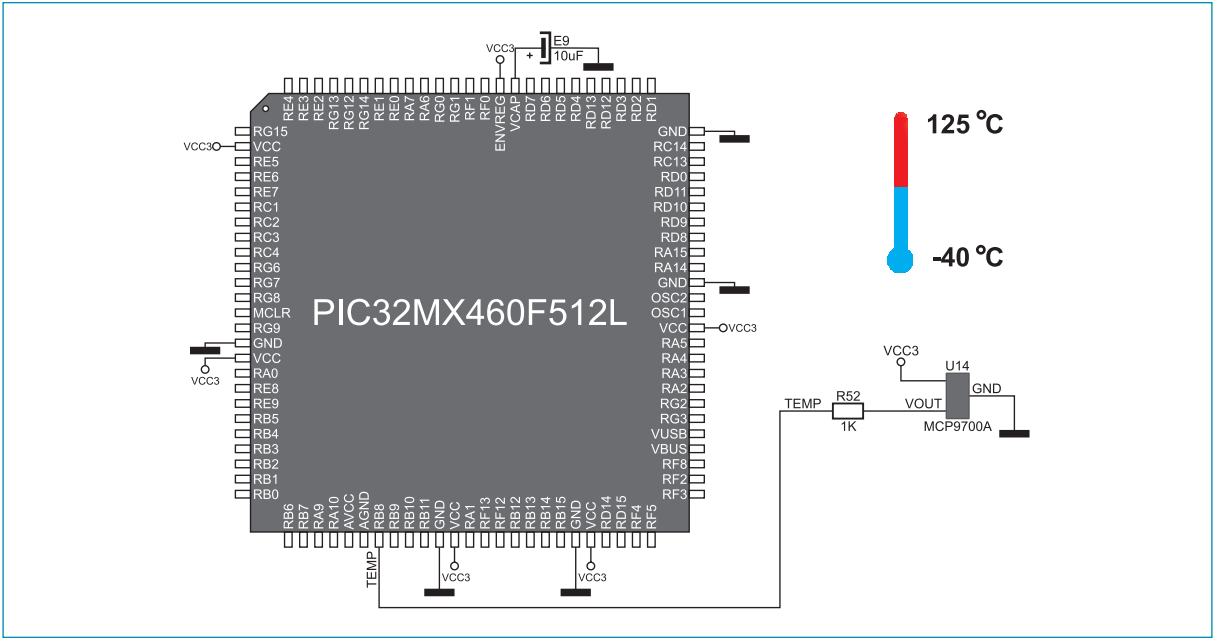 VCC3
E9
+
10uF
RE4
RE3
RE2
RG13
RG12
RG14
RE1
RE0
RA7
RA6
RG0
RG1
RF1
RF0
ENVREG
VCAP
RD7
RD6
RD5
RD4
RD13
RD12
RD3
RD2
RD1
RG15
VCC3
VCC
RE5
RE6
RE7
RC1
RC2
RC3
RC4
RG6
RG7
RG8
MCLR
RG9
GND
VCC
VCC3
RA0
RE8
RE9
RB5
RB4
RB3
RB2
RB1
RB0
PIC32MX460F512L
GND
RC14
RC13
RD0
RD11
RD10
RD9
RD8
RA15
RA14
GND
OSC2
OSC1
VCC
VCC3
RA5
RA4
RA3
RA2
RG2
RG3
VUSB
VBUS
RF8
RF2
RF3
RB6
RB7
RA9
RA10
AVCC
AGND
RB8
RB9
RB10
RB11
GND
VCC
RA1
RF13
RF12
RB12
RB13
RB14
RB15
GND
VCC
RD14
RD15
RF4
RF5
TEMP
VCC3
VCC3
125 °C
-40 °C
VCC3
U14
GND
TEMP
R52
VOUT
1K
MCP9700A